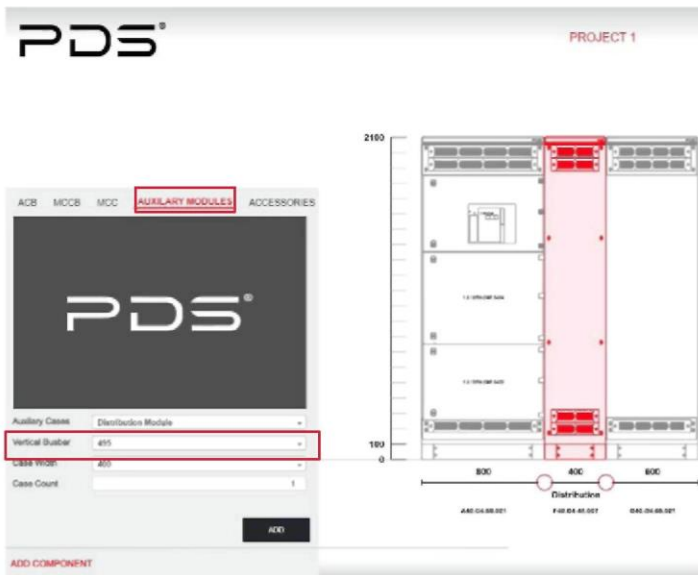 PDS®
PROJECT 1
2100
ACB MCCB MCC AUXILARY MODULES ACCESSORIES
PDS®
Auxiliary Cases Distribution Module
Vertical Busbar 495
Case Width 400
Case Count 1
ADD
ADD COMPONENT
100
0
800 400 600
Distribution